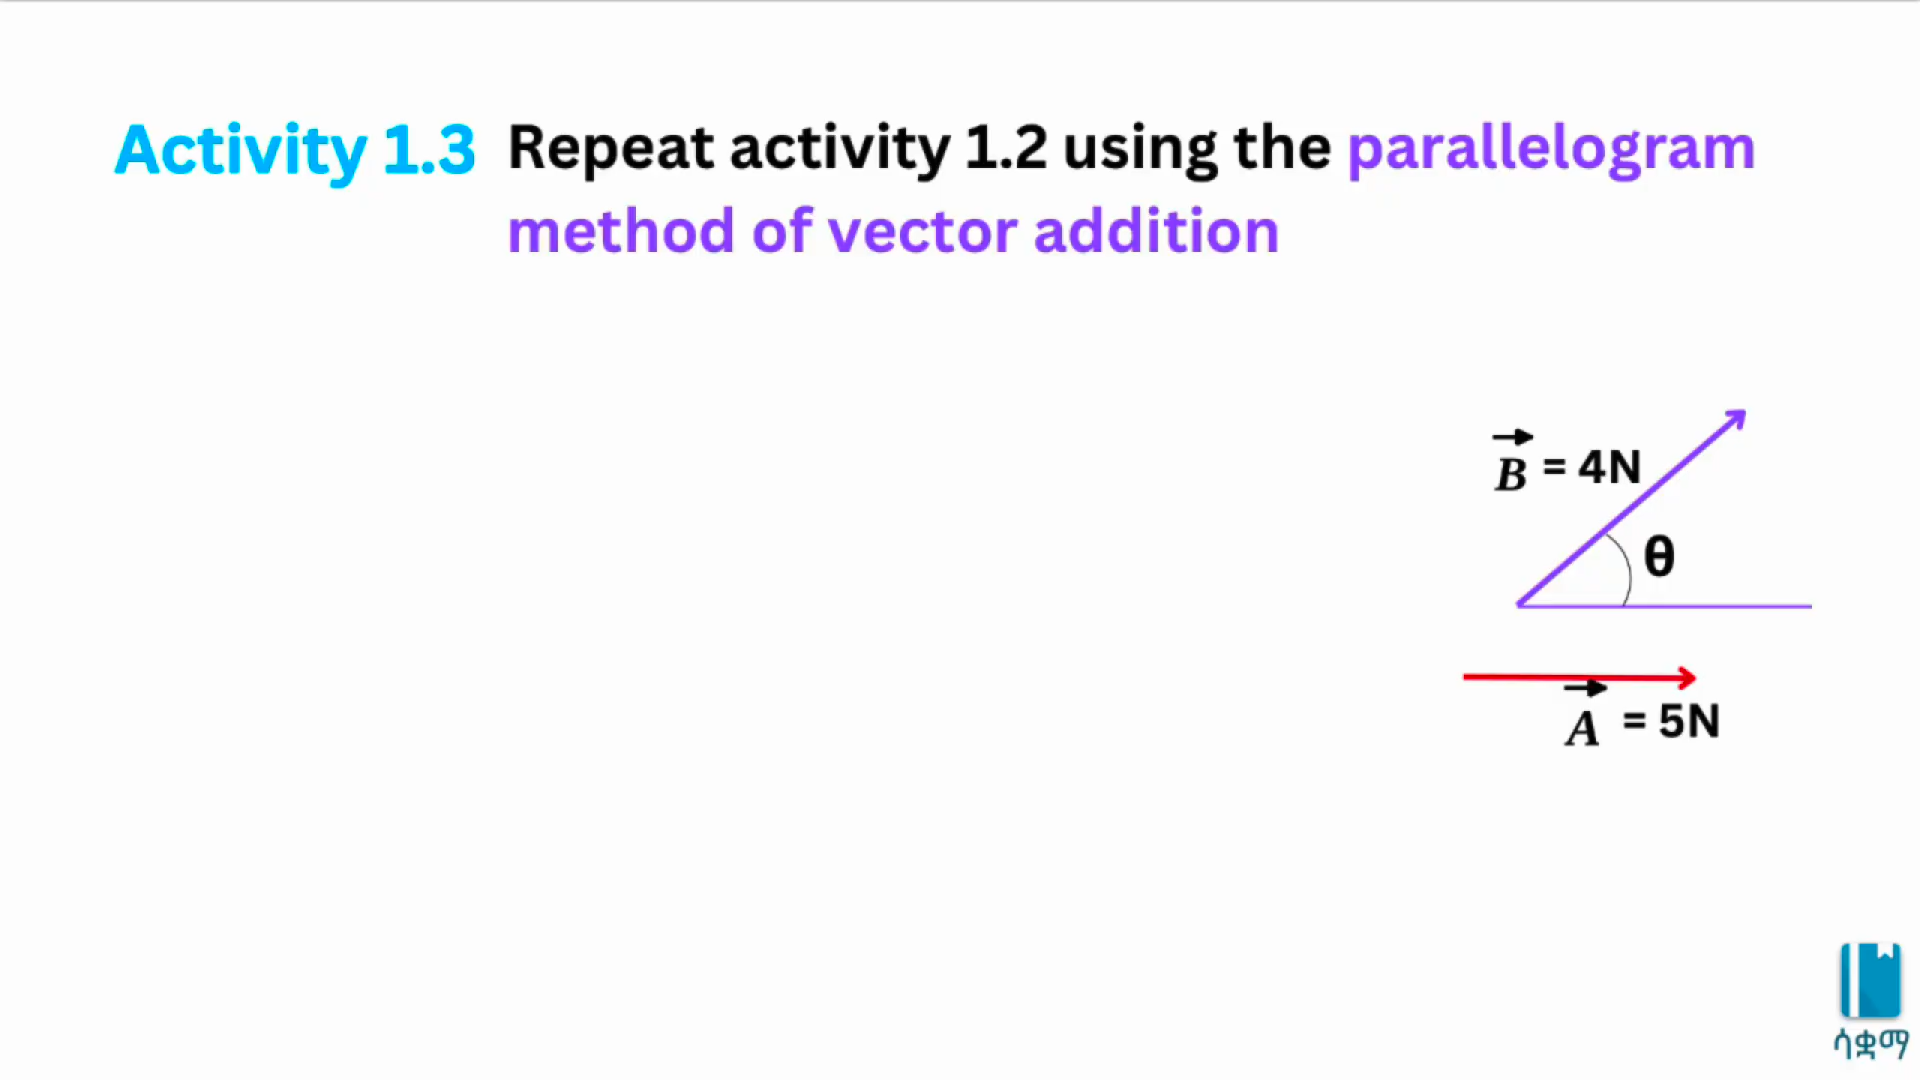 Activity 1.3 Repeat activity 1.2 using the parallelogram
method of vector addition
B = 4N
θ
A = 5N
ሳቋማ